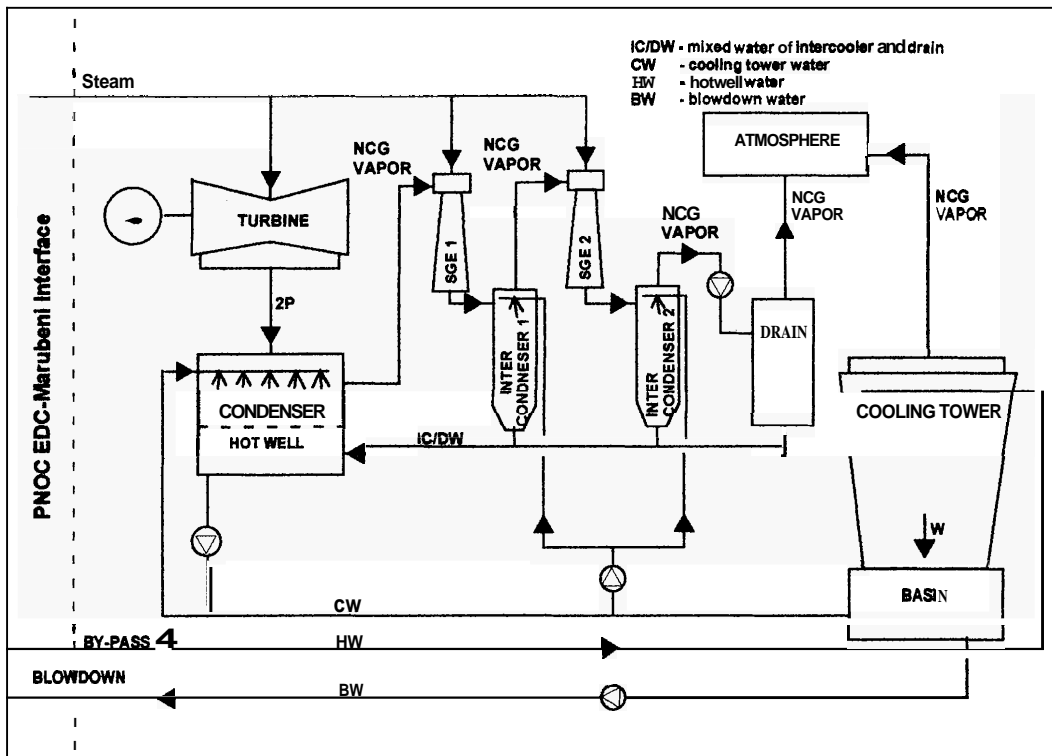 IC/DW - mixed water of intercooler and drain
CW - cooling tower water
HW - hotwell water
BW - blowdown water
Steam
NCG
VAPOR
NCG
VAPOR
ATMOSPHERE
NCG
VAPOR
NCG
VAPOR
TURBINE
SGE 1
SGE 2
NCG
VAPOR
PNOC EDC-Marubeni Interface
2P
INTER
CONDNESER 1
INTER
CONDENSER 2
DRAIN
CONDENSER
HOT WELL
COOLING TOWER
IC/DW
W
BASIN
CW
BY-PASS 4
HW
BLOWDOWN
BW